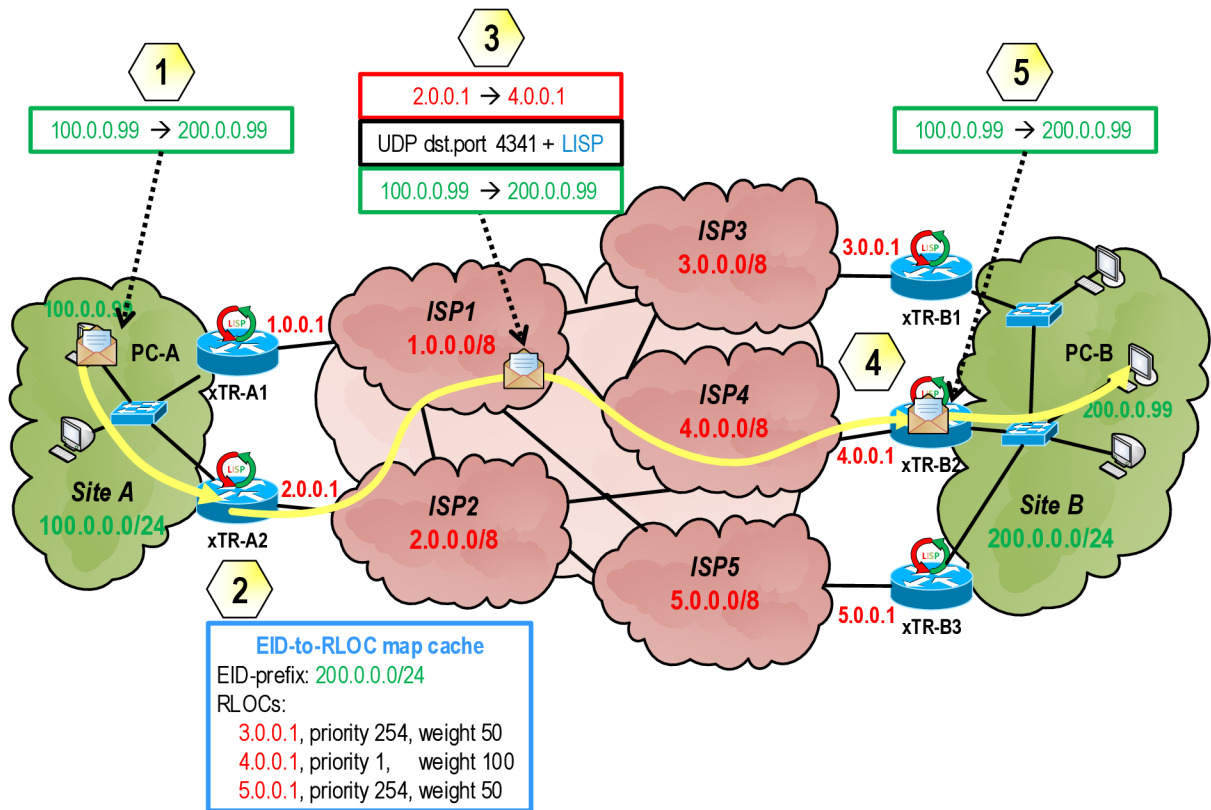 1
100.0.0.99 → 200.0.0.99
3
2.0.0.1 → 4.0.0.1
UDP dst.port 4341 + LISP
100.0.0.99 → 200.0.0.99
5
100.0.0.99 → 200.0.0.99
100.0.0.99
PC-A
LISP
xTR-A1
1.0.0.1
ISP1
1.0.0.0/8
ISP3
3.0.0.0/8
3.0.0.1
LISP
xTR-B1
4
ISP4
4.0.0.0/8
4.0.0.1
LISP
xTR-B2
PC-B
200.0.0.99
Site A
100.0.0.0/24
LISP
xTR-A2
2.0.0.1
ISP2
2.0.0.0/8
ISP5
5.0.0.0/8
5.0.0.1
LISP
xTR-B3
Site B
200.0.0.0/24
2
EID-to-RLOC map cache
EID-prefix: 200.0.0.0/24
RLOCs:
3.0.0.1, priority 254, weight 50
4.0.0.1, priority 1, weight 100
5.0.0.1, priority 254, weight 50